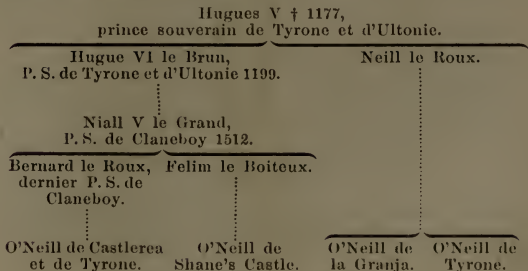 Hugues V † 1177,
prince souverain de Tyrone et d'Ultonie.
Hugue VI le Brun,
P. S. de Tyrone et d'Ultonie 1199.
Neill le Roux.
Niall V le Grand,
P. S. de Claneboy 1512.
Bernard le Roux,
dernier P. S. de
Claneboy.
Felim le Boiteux.
O'Neill de Castlerea
et de Tyrone.
O'Neill de
Shane's Castle.
O'Neill de
la Granja.
O'Neill de
Tyrone.